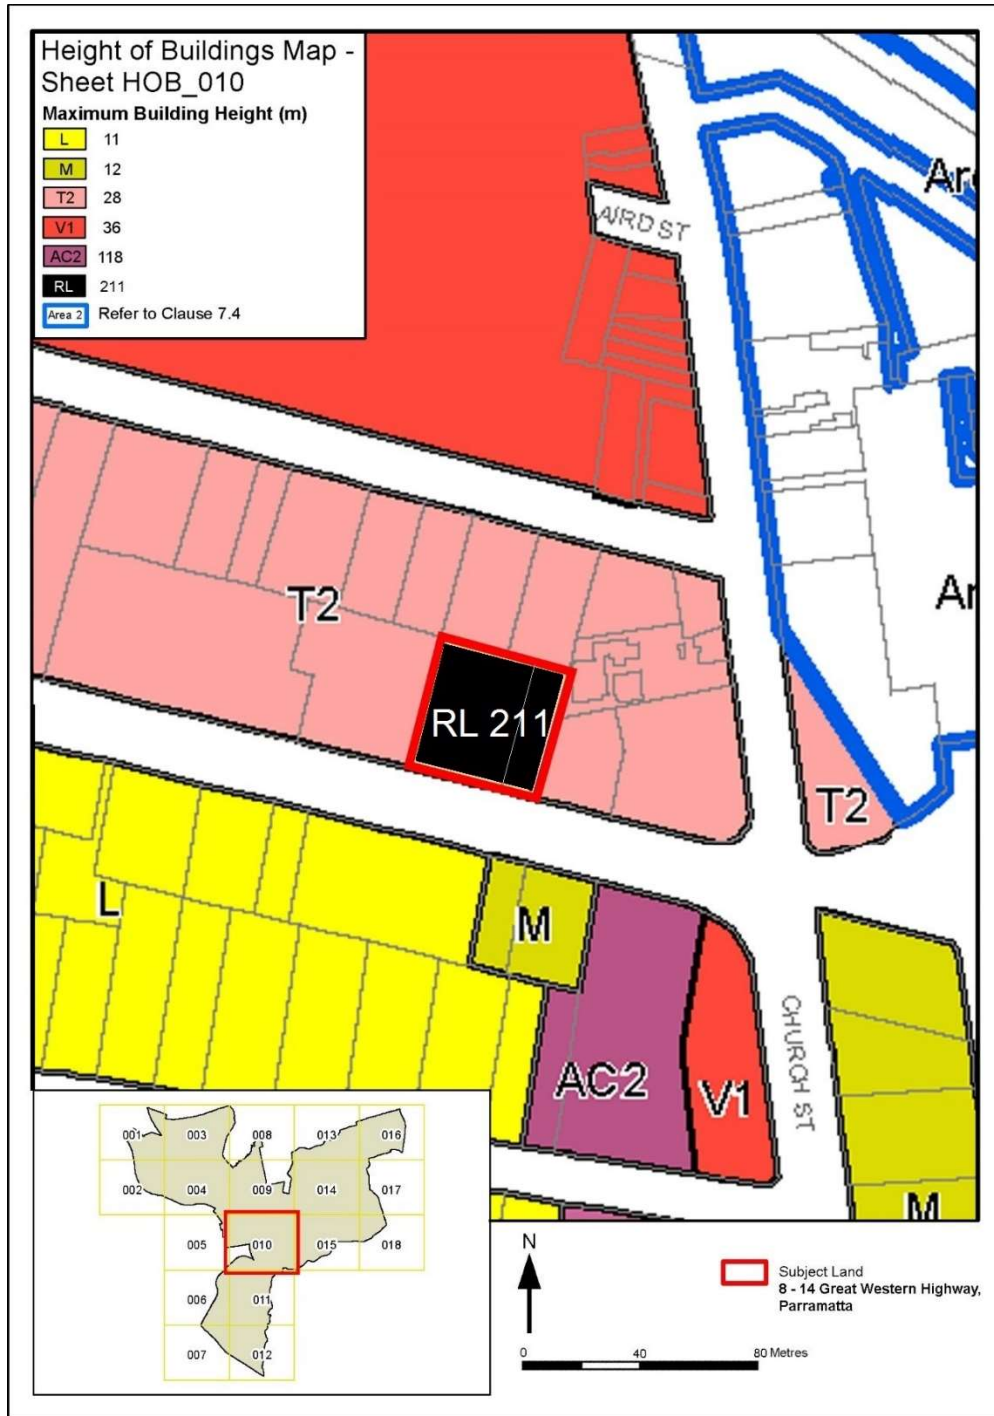 Height of Buildings Map -
Sheet HOB_010
Maximum Building Height (m)
L 11
M 12
T2 28
V1 36
AC2 118
RL 211
Area 2 Refer to Clause 7.4
AIRD ST
Ar
T2
Ar
RL 211
T2
L
M
CHURCH ST
AC2
V1
M
001 003 008 013 016
002 004 009 014 017
005 010 015 018
006 011
007 012
N
0 40 80 Metres
Subject Land
8 - 14 Great Western Highway,
Parramatta